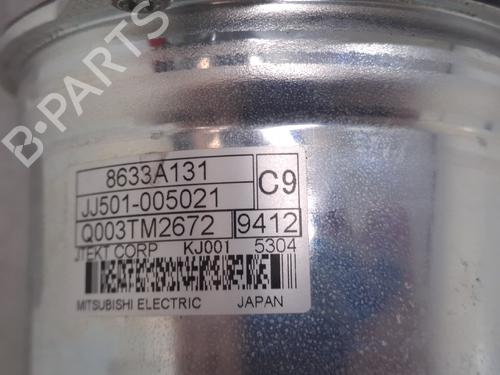 B-PARTS
8633A131
C9
JJ501-005021
Q003TM2672 9412
JTEKT CORP KJ001 5304
MITSUBISHI ELECTRIC JAPAN